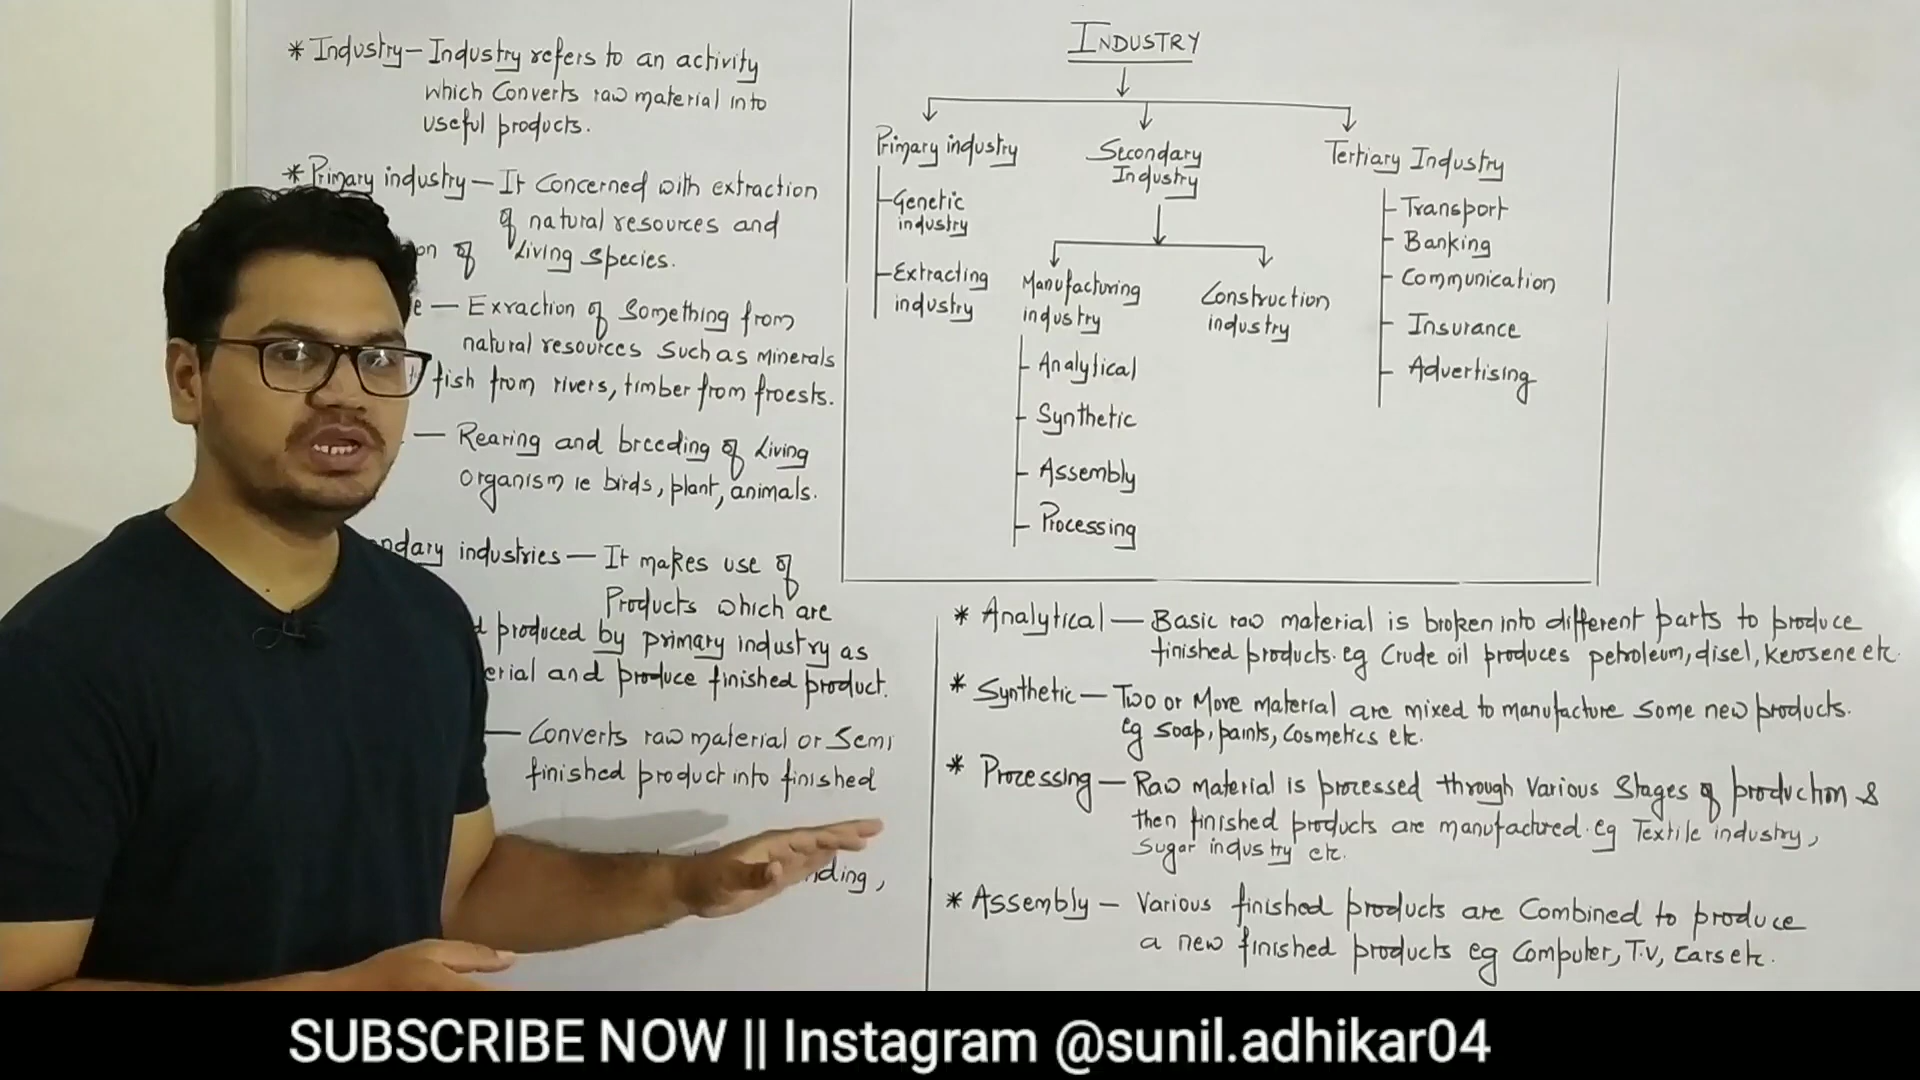 * Industry – Industry refers to an activity
which Converts raw material into
useful products.
* Primary industry – It Concerned with extraction
of natural resources and
of Living species.
– Exraction of Something from
natural resources Such as Minerals
fish from rivers, timber from froests.
– Rearing and breeding of Living
Organism ie birds, plant, animals.
ndary industries – It makes use of
Products which are
produced by primary industry as
erial and produce finished product.
– Converts raw material or Semi
finished product into finished
nding,
INDUSTRY
Primary industry
Genetic
industry
Extracting
industry
Secondary
Industry
Manufacturing
industry
Analytical
Synthetic
Assembly
Processing
Construction
industry
Tertiary Industry
Transport
Banking
Communication
Insurance
Advertising
* Analytical – Basic raw material is broken into different parts to produce
finished products. eg Crude oil produces petroleum, disel, Kerosene etc
* Synthetic – Two or More material are mixed to manufacture some new products.
eg soap, paints, Cosmetics etc.
* Processing – Raw material is processed through Various Stages of production &
then finished products are manufactured. eg Textile industry,
Sugar industry etc.
* Assembly – Various finished products are Combined to produce
a new finished products eg Computer, T.V, Cars etc.
SUBSCRIBE NOW || Instagram @sunil.adhikar04